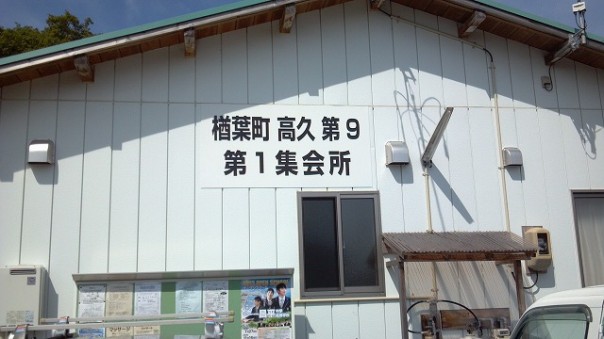 楢葉町 高久 第9
第1集会所